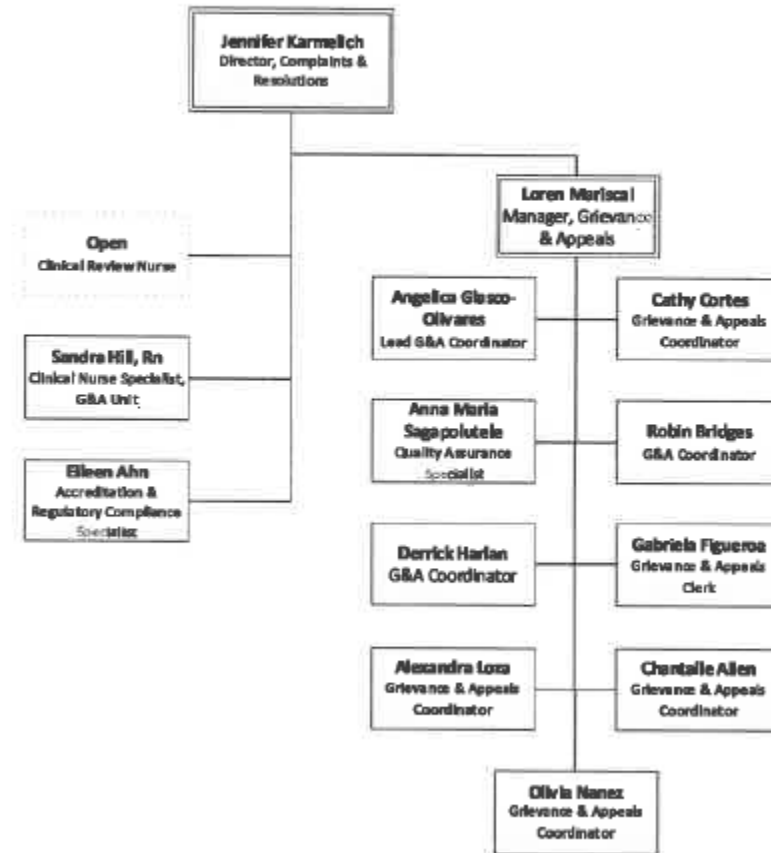 Jennifer Karmelich
Director, Complaints &
Resolutions
Loren Mariscal
Manager, Grievance
& Appeals
Open
Clinical Review Nurse
Sandra Hill, Rn
Clinical Nurse Specialist,
G&A Unit
Eileen Ahn
Accreditation &
Regulatory Compliance
Specialist
Angelica Glasco-
Olivares
Lead G&A Coordinator
Cathy Cortes
Grievance & Appeals
Coordinator
Anna Maria
Sagapolutele
Quality Assurance
Specialist
Robin Bridges
G&A Coordinator
Derrick Harlan
G&A Coordinator
Gabriela Figueroa
Grievance & Appeals
Clerk
Alexandra Loza
Grievance & Appeals
Coordinator
Chantalle Allen
Grievance & Appeals
Coordinator
Olivia Nanez
Grievance & Appeals
Coordinator